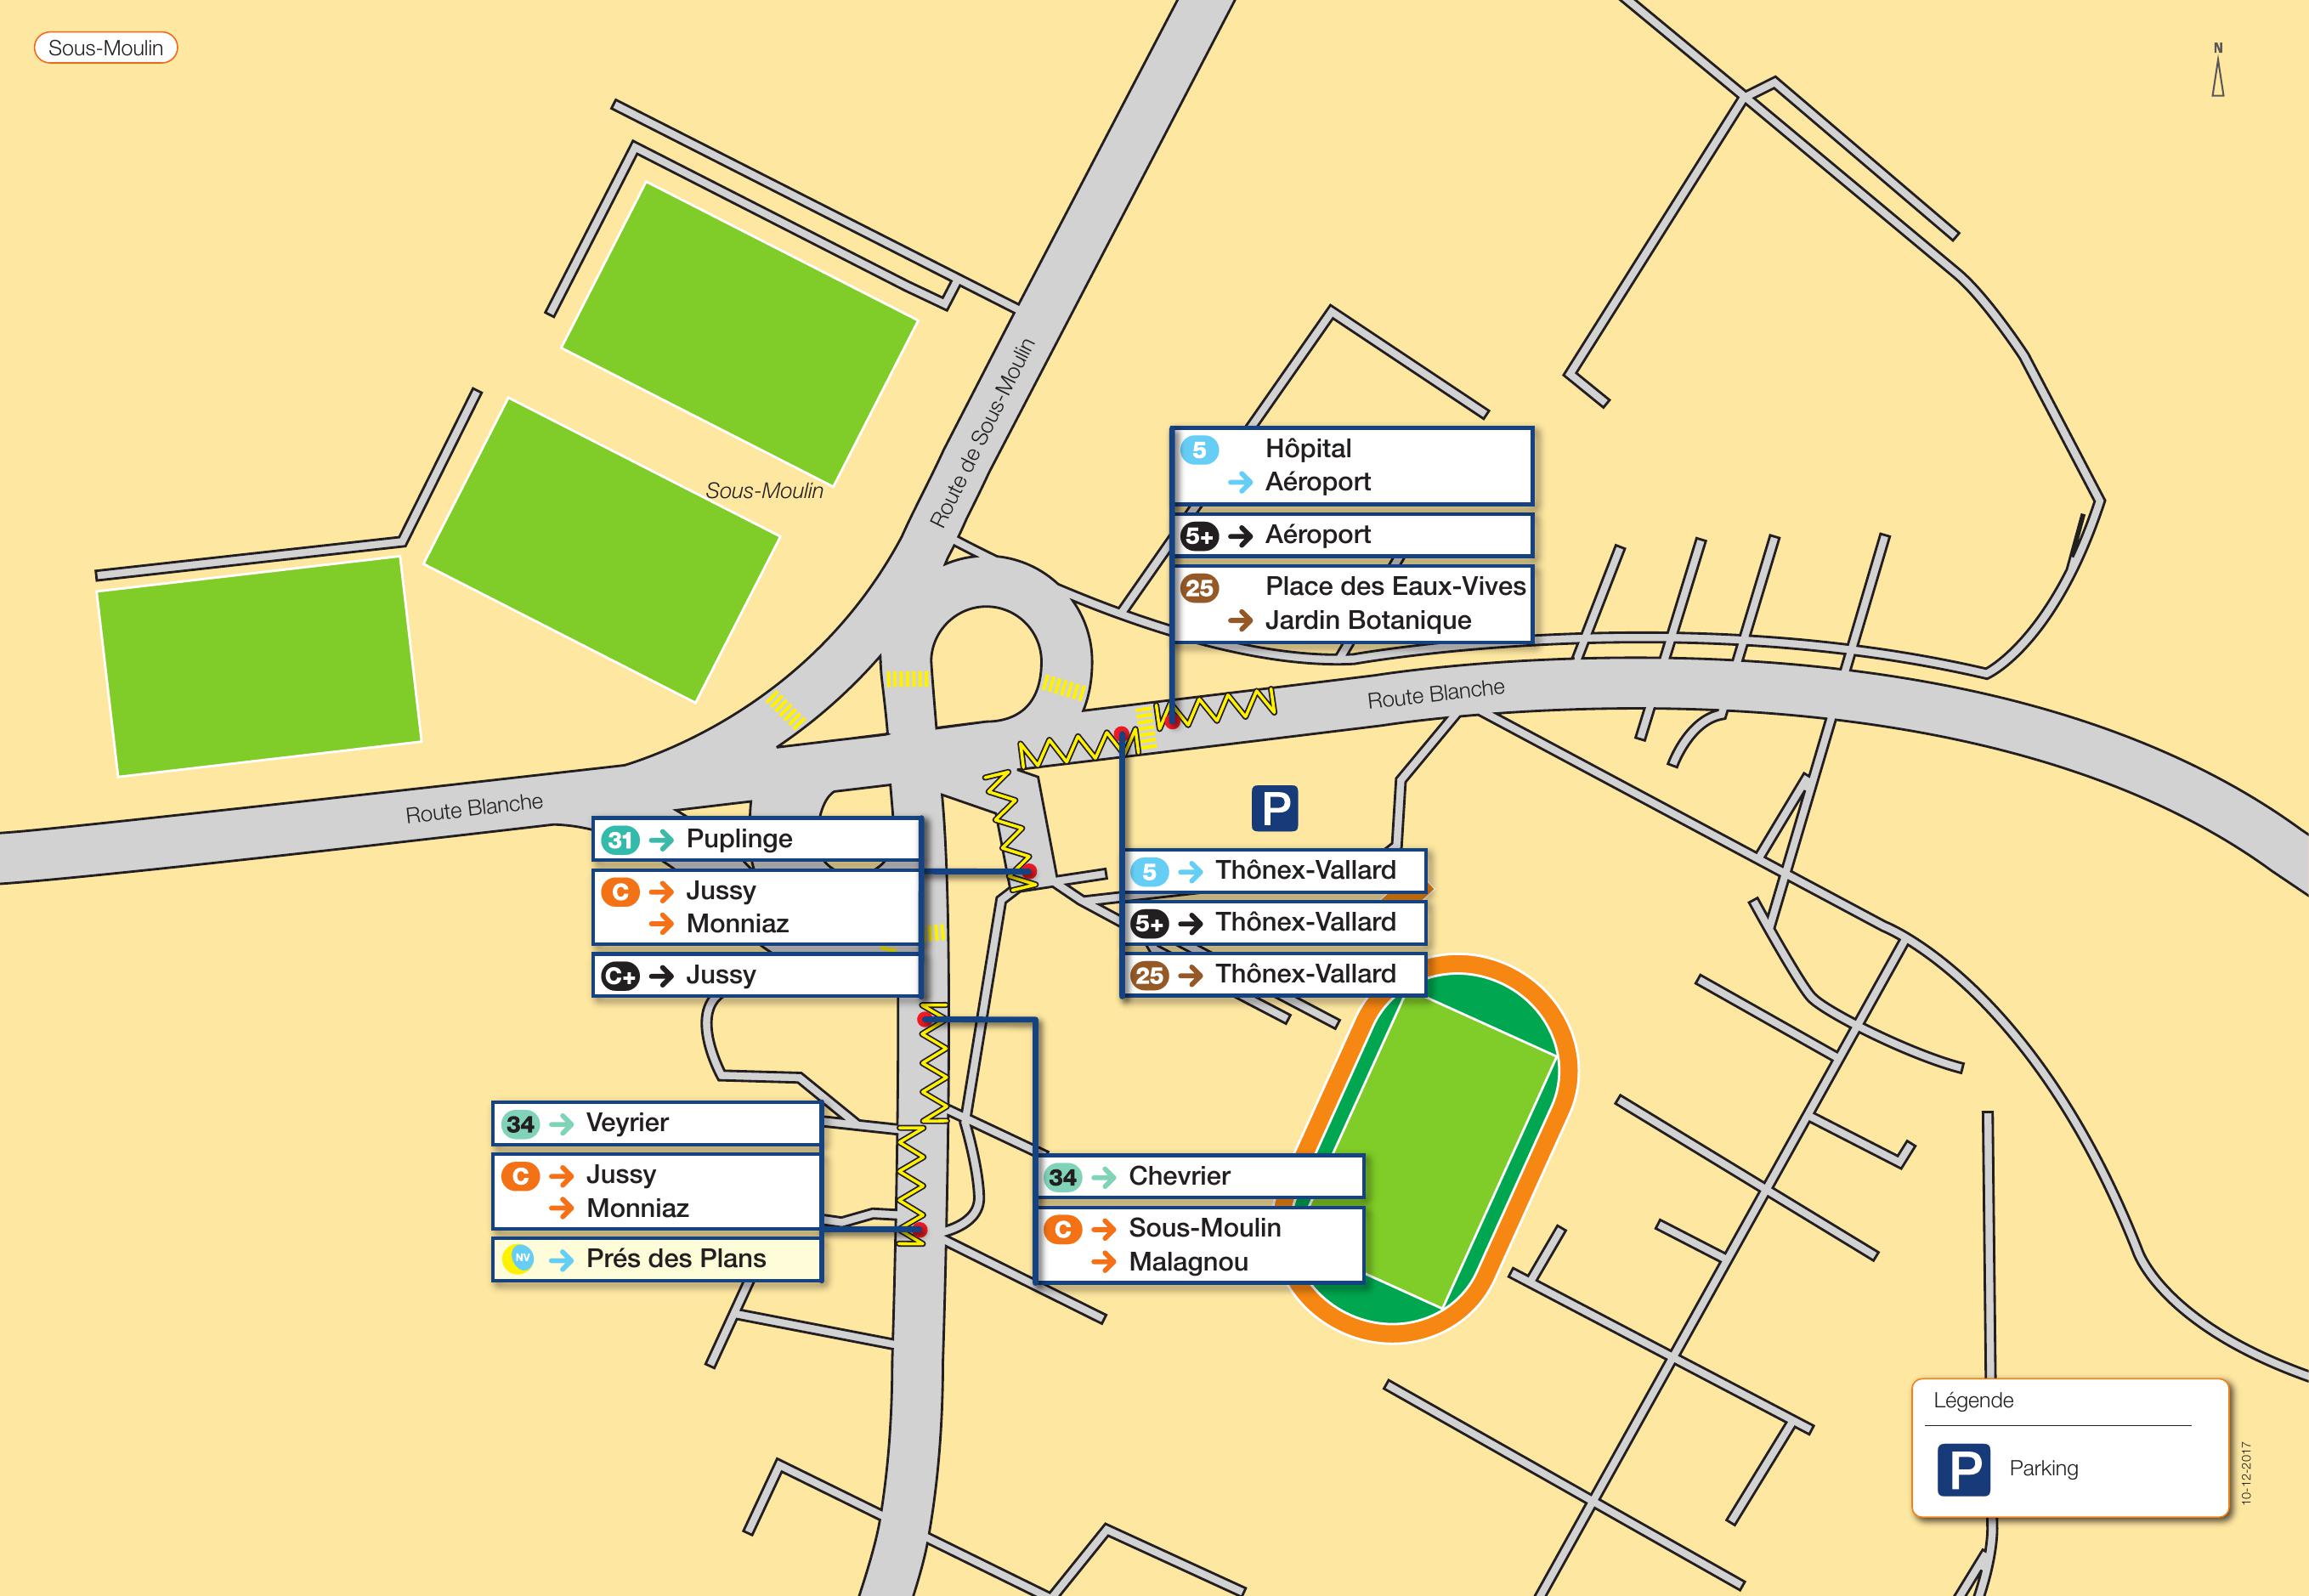 Sous-Moulin
N
Route de Sous-Moulin
Sous-Moulin
5 Hôpital
Aéroport
5+ Aéroport
25 Place des Eaux-Vives
Jardin Botanique
Route Blanche
Route Blanche
P
31 Puplinge
C Jussy
Monniaz
C+ Jussy
5 Thônex-Vallard
5+ Thônex-Vallard
25 Thônex-Vallard
34 Veyrier
C Jussy
Monniaz
NV Prés des Plans
34 Chevrier
C Sous-Moulin
Malagnou
Légende
P Parking
10-12-2017